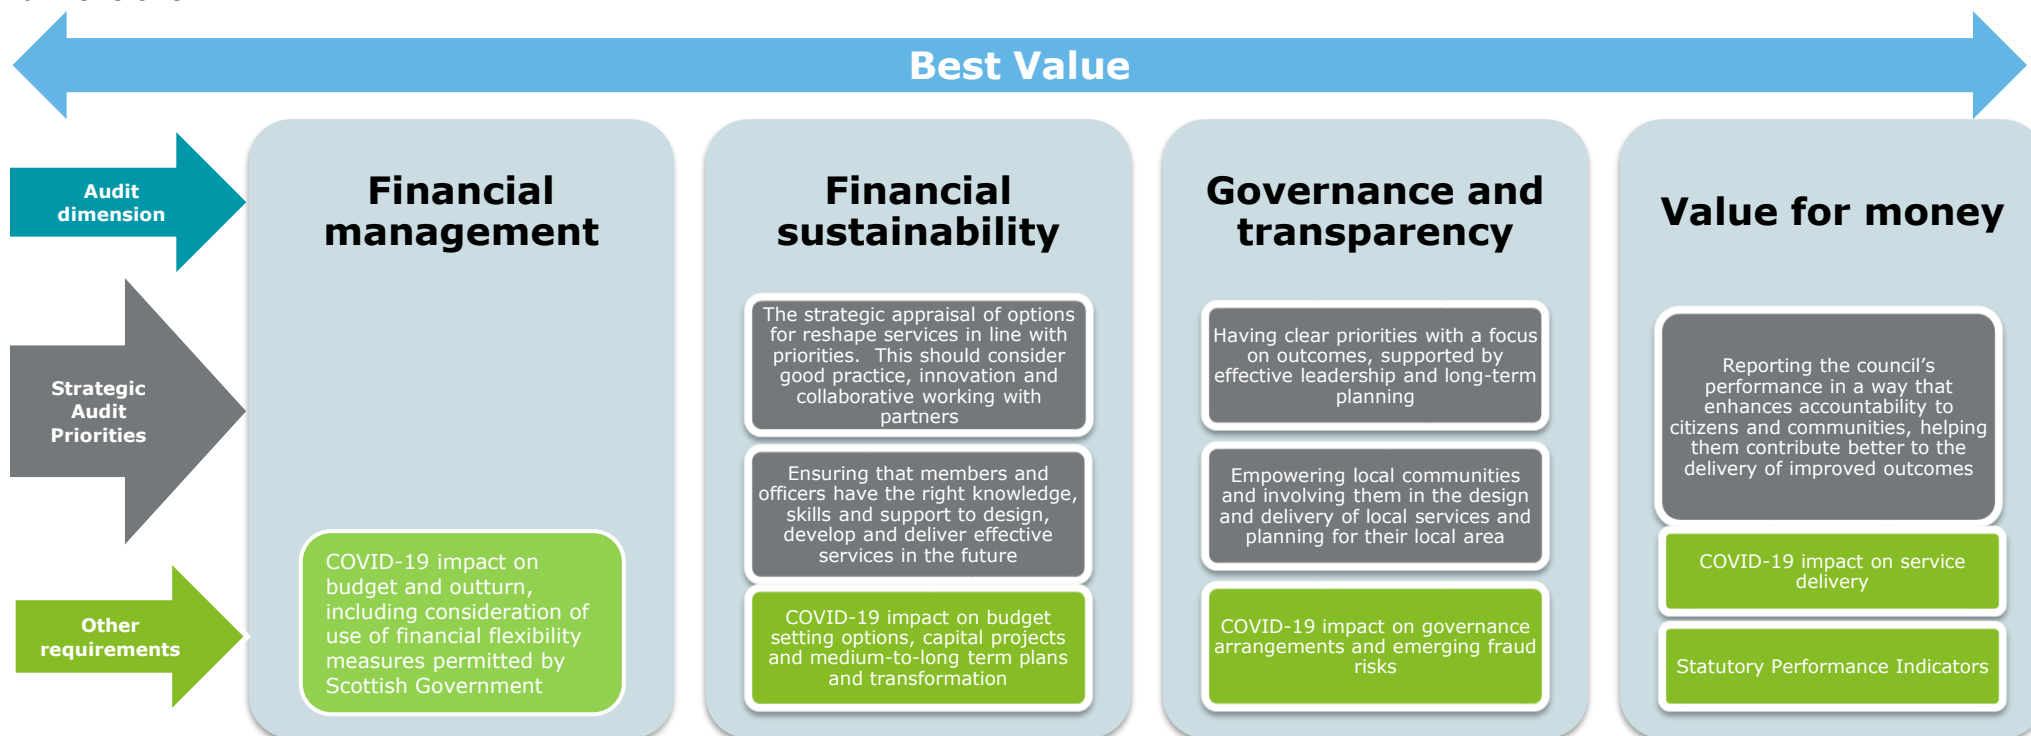 Best Value
Audit
dimension
Financial
management
Financial
sustainability
Governance and
transparency
Value for money
Strategic
Audit
Priorities
The strategic appraisal of options
for reshape services in line with
priorities.  This should consider
good practice, innovation and
collaborative working with
partners
Ensuring that members and
officers have the right knowledge,
skills and support to design,
develop and deliver effective
services in the future
Having clear priorities with a focus
on outcomes, supported by
effective leadership and long-term
planning
Empowering local communities
and involving them in the design
and delivery of local services and
planning for their local area
Reporting the council’s
performance in a way that
enhances accountability to
citizens and communities, helping
them contribute better to the
delivery of improved outcomes
Other
requirements
COVID-19 impact on
budget and outturn,
including consideration of
use of financial flexibility
measures permitted by
Scottish Government
COVID-19 impact on budget
setting options, capital projects
and medium-to-long term plans
and transformation
COVID-19 impact on governance
arrangements and emerging fraud
risks
COVID-19 impact on service
delivery
Statutory Performance Indicators